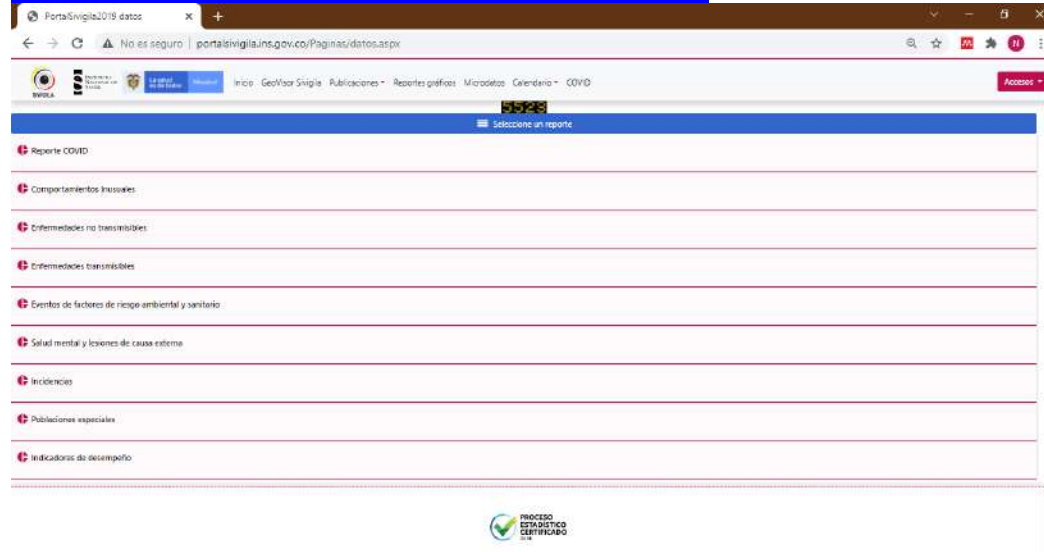 PortalSivigila2019 datos
No es seguro | portalsivigila.ins.gov.co/Paginas/datos.aspx
N
SIVIGILA
Inicio GeoVisor Sivigila Publicaciones Reportes gráficos Microdatos Calendario COVID
Accesos
5523
Seleccione un reporte
Reporte COVID
Comportamientos Inusuales
Enfermedades no transmisibles
Enfermedades transmisibles
Eventos de factores de riesgo ambiental y sanitario
Salud mental y lesiones de causa externa
Incidencias
Poblaciones especiales
Indicadores de desempeño
PROCESO
ESTADÍSTICO
CERTIFICADO